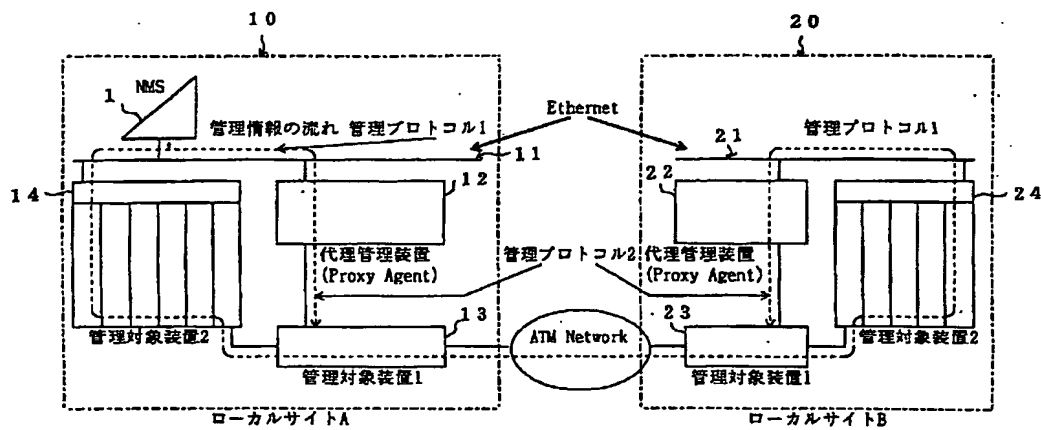 10
20
NMS
1
Ethernet
管理情報の流れ 管理プロトコル1
管理プロトコル1
11
21
14
12
22
24
代理管理装置
(Proxy Agent)
管理プロトコル2
代理管理装置
(Proxy Agent)
13
23
管理対象装置2
ATM Network
管理対象装置2
管理対象装置1
管理対象装置1
ローカルサイトA
ローカルサイトB